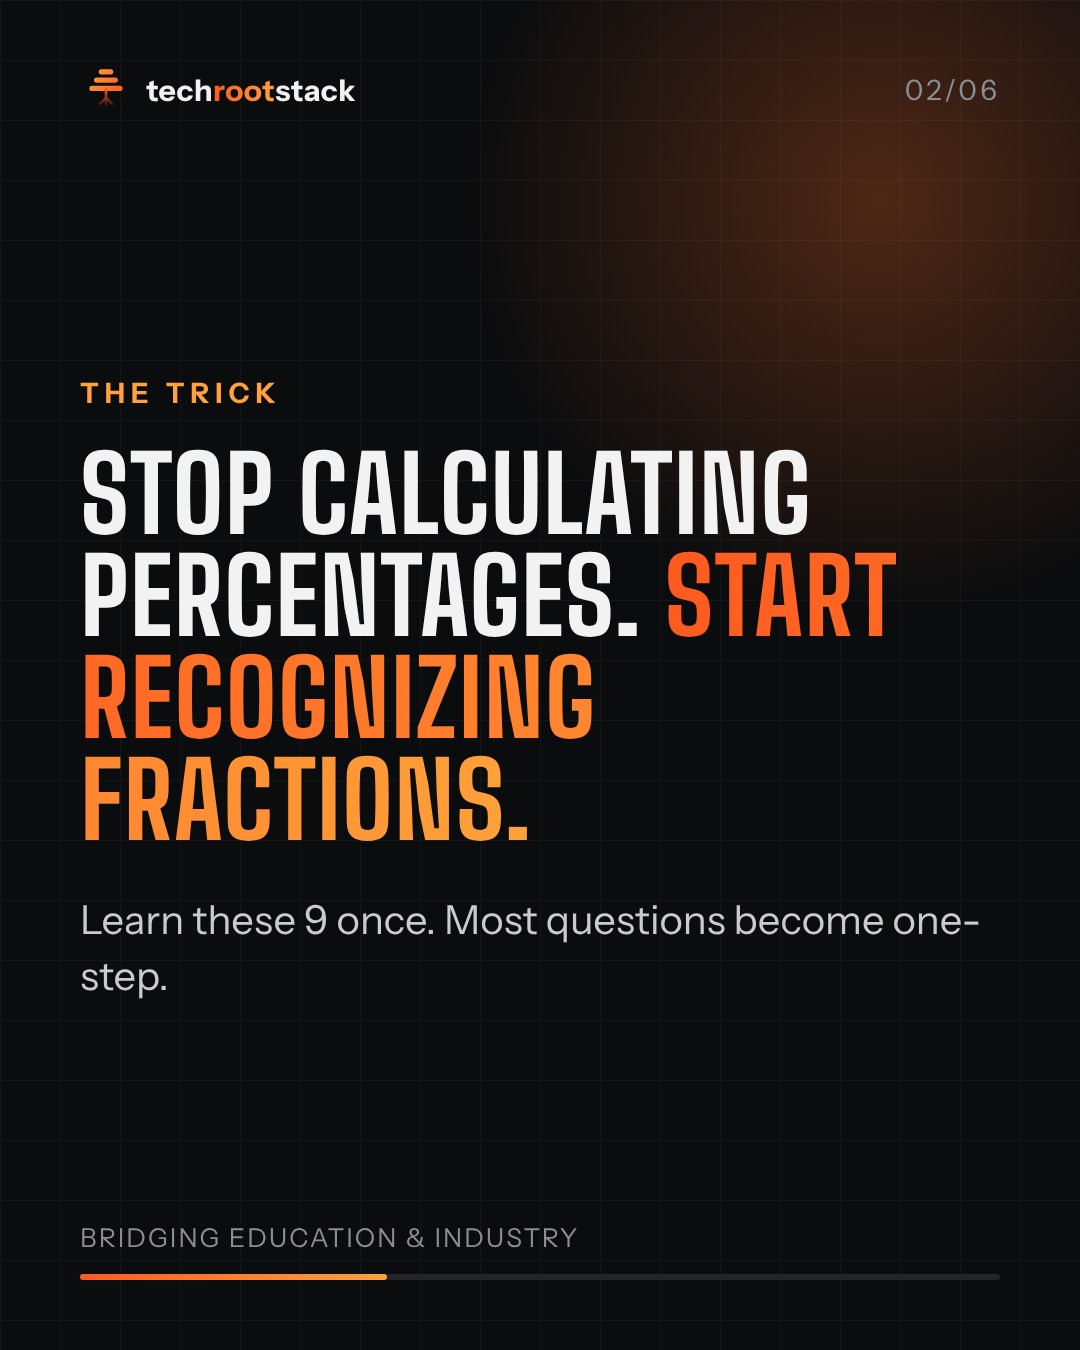 techrootstack
02/06
THE TRICK
STOP CALCULATING
PERCENTAGES. START
RECOGNIZING
FRACTIONS.
Learn these 9 once. Most questions become one-
step.
BRIDGING EDUCATION & INDUSTRY